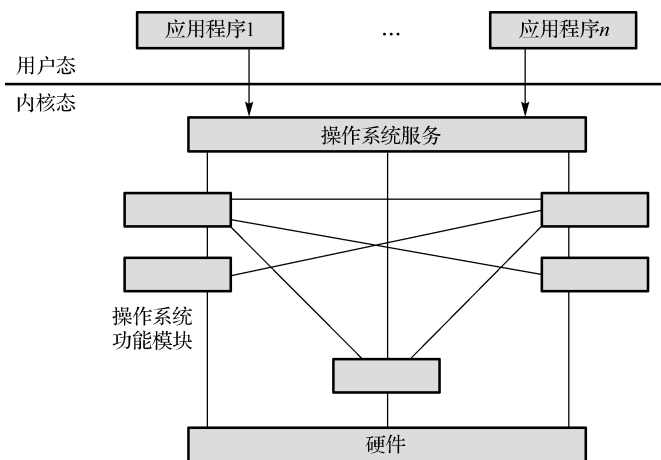 应用程序1
...
应用程序n
用户态
内核态
操作系统服务
操作系统
功能模块
硬件